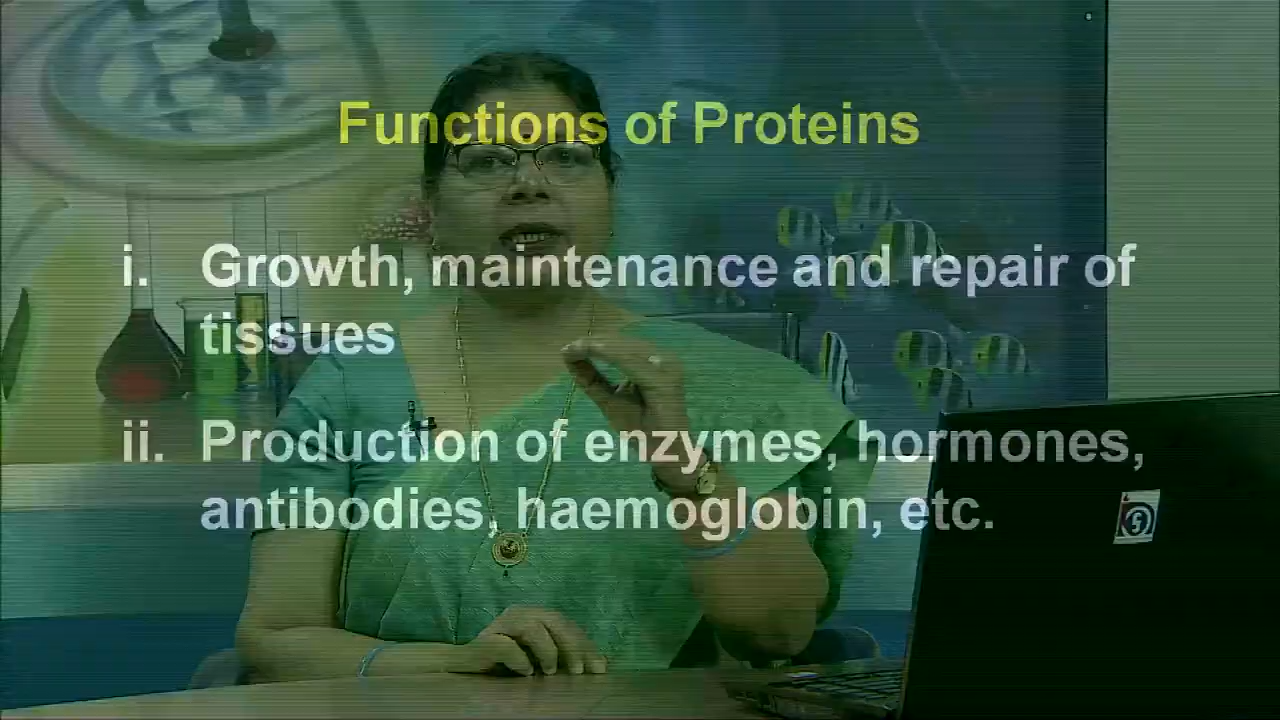 Functions of Proteins
i. Growth, maintenance and repair of
tissues
ii. Production of enzymes, hormones,
antibodies, haemoglobin, etc.